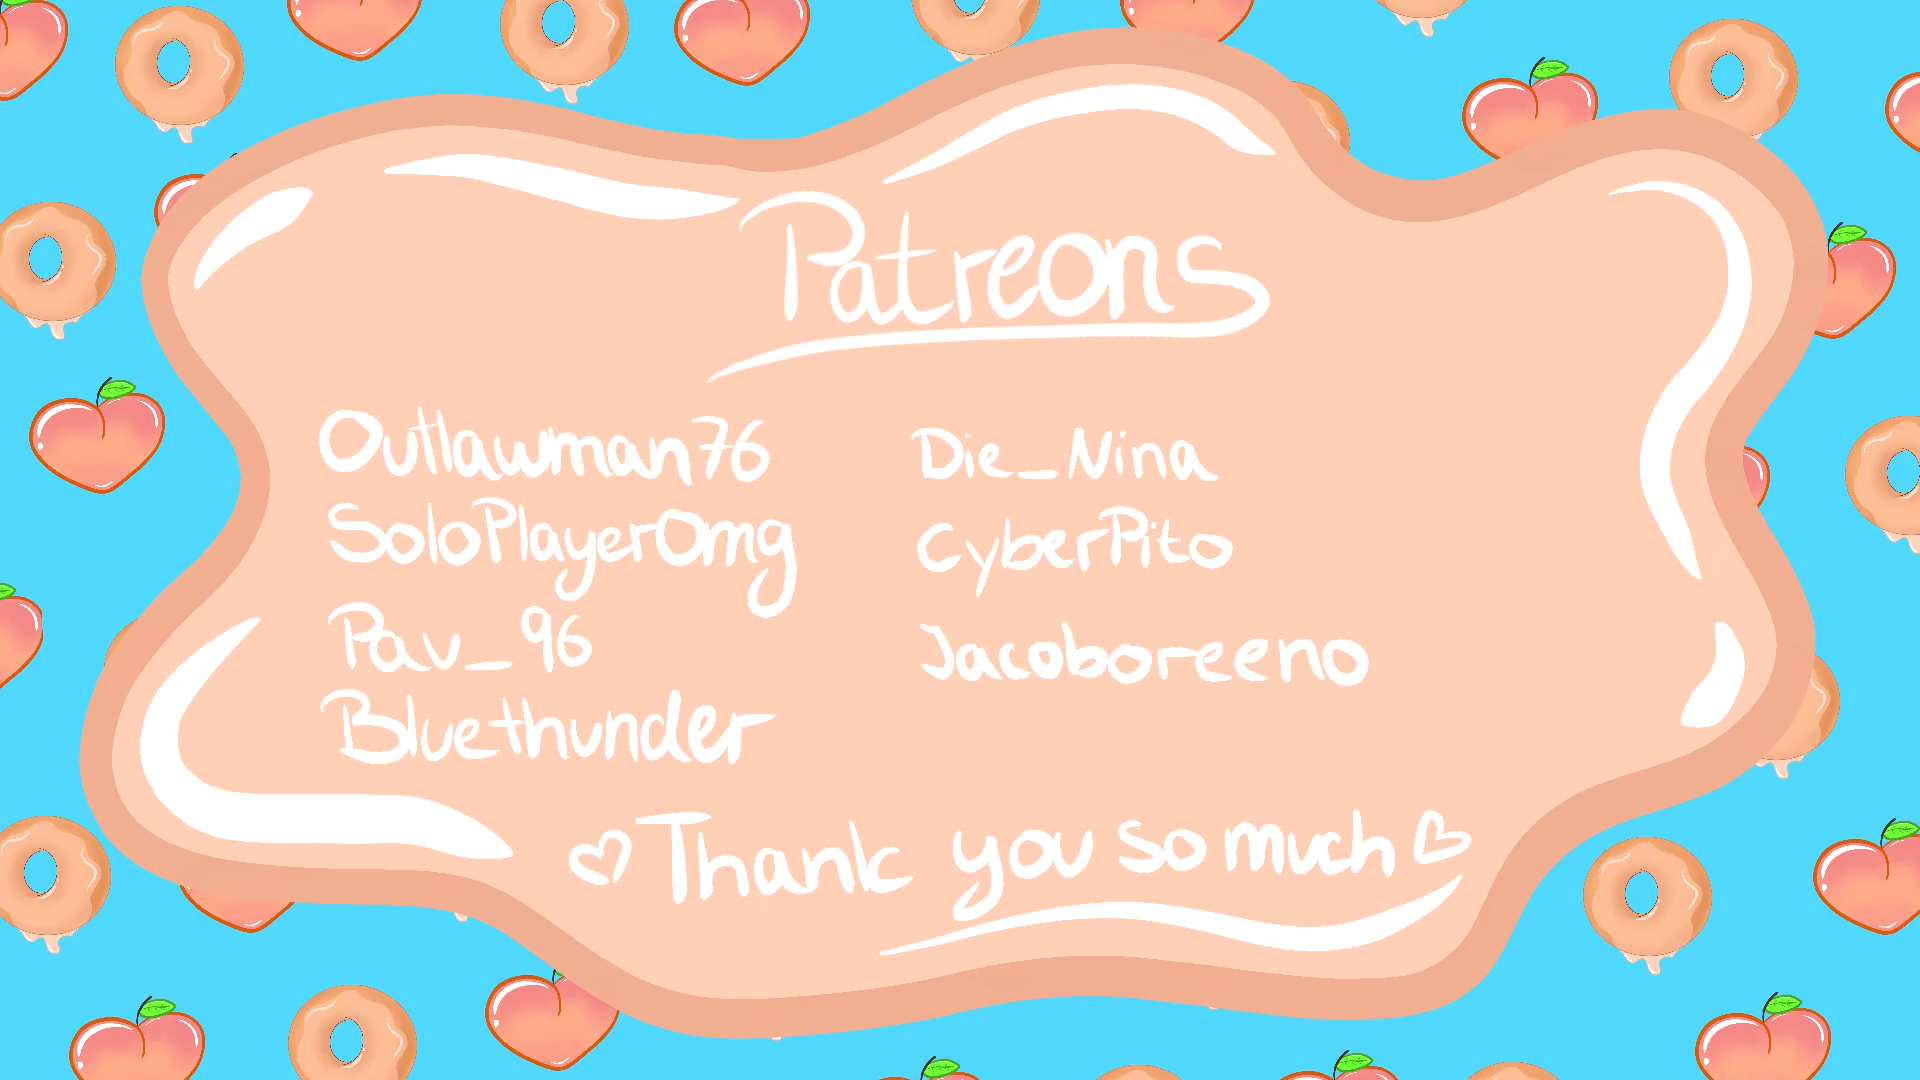 Patreons
Outlawman76
SoloPlayerOmg
Pav_96
Bluethunder
Die_Nina
CyberPito
Jacoboreeno
♡Thank you so much♡